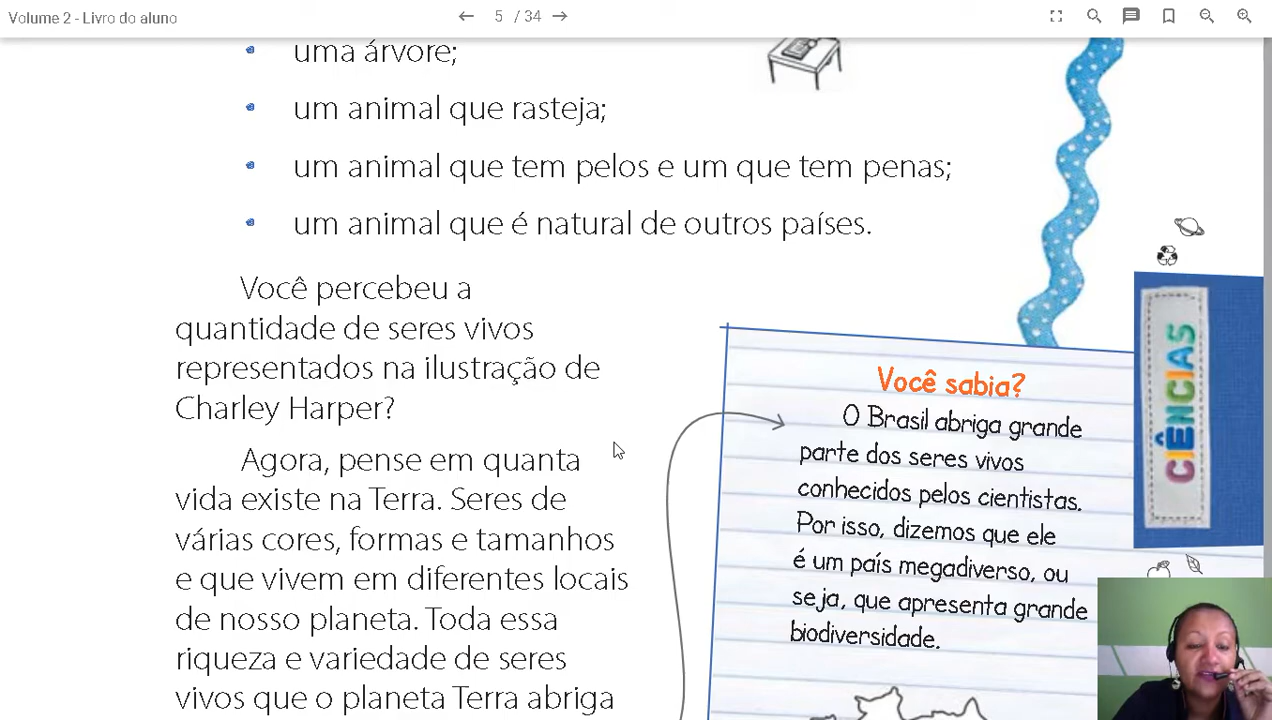 Volume 2 - Livro do aluno
5 / 34
uma árvore;
um animal que rasteja;
um animal que tem pelos e um que tem penas;
um animal que é natural de outros países.
Você percebeu a
quantidade de seres vivos
representados na ilustração de
Charley Harper?
Agora, pense em quanta
vida existe na Terra. Seres de
várias cores, formas e tamanhos
e que vivem em diferentes locais
de nosso planeta. Toda essa
riqueza e variedade de seres
vivos que o planeta Terra abriga
Você sabia?
O Brasil abriga grande
parte dos seres vivos
conhecidos pelos cientistas.
Por isso, dizemos que ele
é um país megadiverso, ou
seja, que apresenta grande
biodiversidade.
CIÊNCIAS